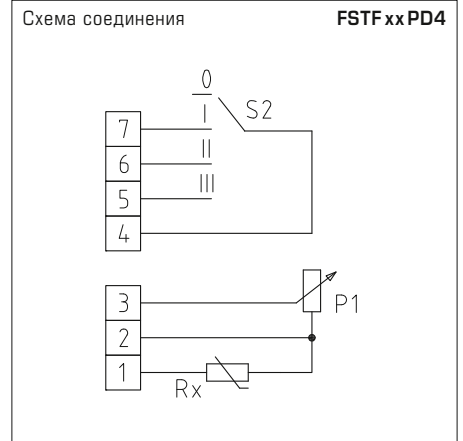 Схема соединения FSTF xx PD4
0
S2
7 I
6 II
5 III
4
3
P1
2
1
Rx